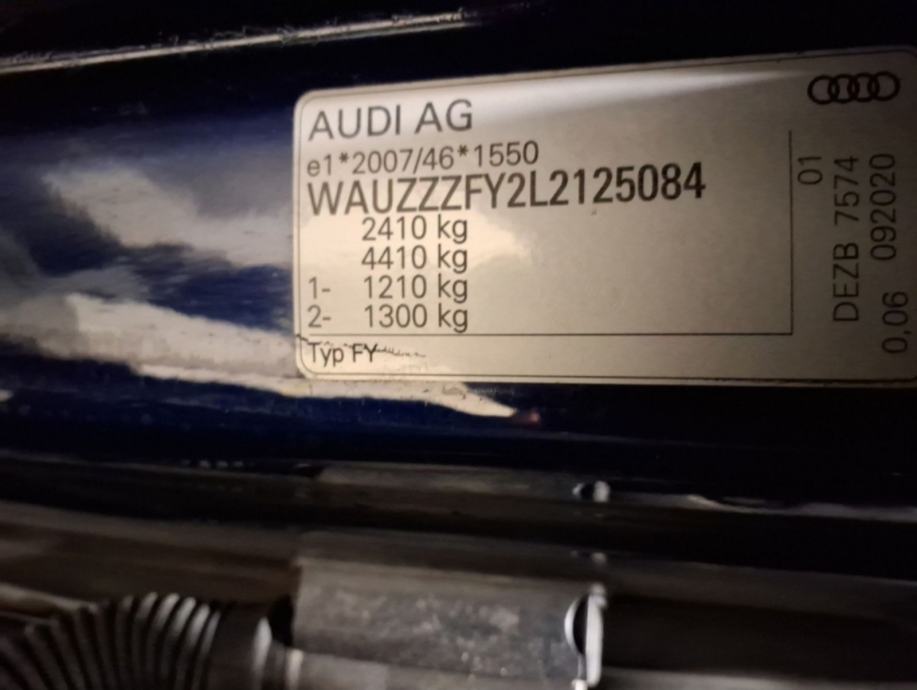 AUDI AG
e1*2007/46*1550
WAUZZZFY2L2125084
2410 kg
4410 kg
1- 1210 kg
2- 1300 kg
Typ FY
01
DEZB 7574
092020
0,06